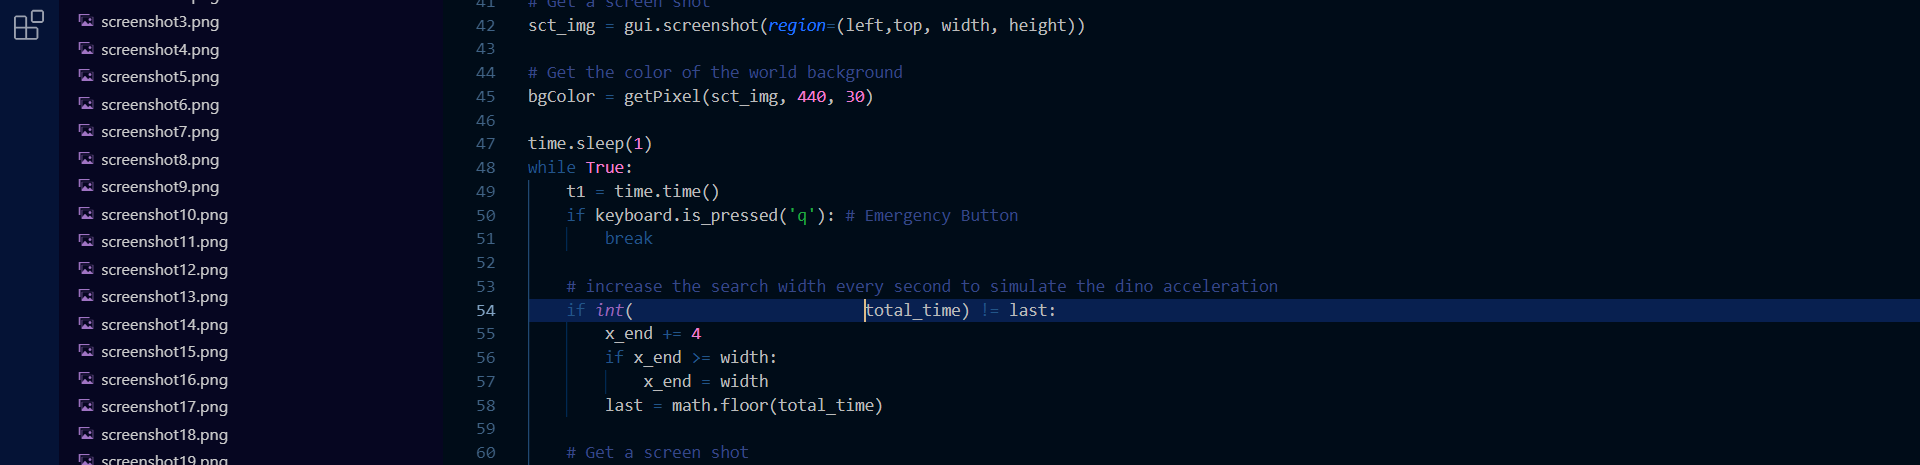 screenshot3.png
screenshot4.png
screenshot5.png
screenshot6.png
screenshot7.png
screenshot8.png
screenshot9.png
screenshot10.png
screenshot11.png
screenshot12.png
screenshot13.png
screenshot14.png
screenshot15.png
screenshot16.png
screenshot17.png
screenshot18.png
screenshot19.png
41 # Get a screen shot
42 sct_img = gui.screenshot(region=(left,top, width, height))
43
44 # Get the color of the world background
45 bgColor = getPixel(sct_img, 440, 30)
46
47 time.sleep(1)
48 while True:
49     t1 = time.time()
50     if keyboard.is_pressed('q'): # Emergency Button
51         break
52
53     # increase the search width every second to simulate the dino acceleration
54     if int(                        total_time) != last:
55         x_end += 4
56         if x_end >= width:
57             x_end = width
58         last = math.floor(total_time)
59
60     # Get a screen shot